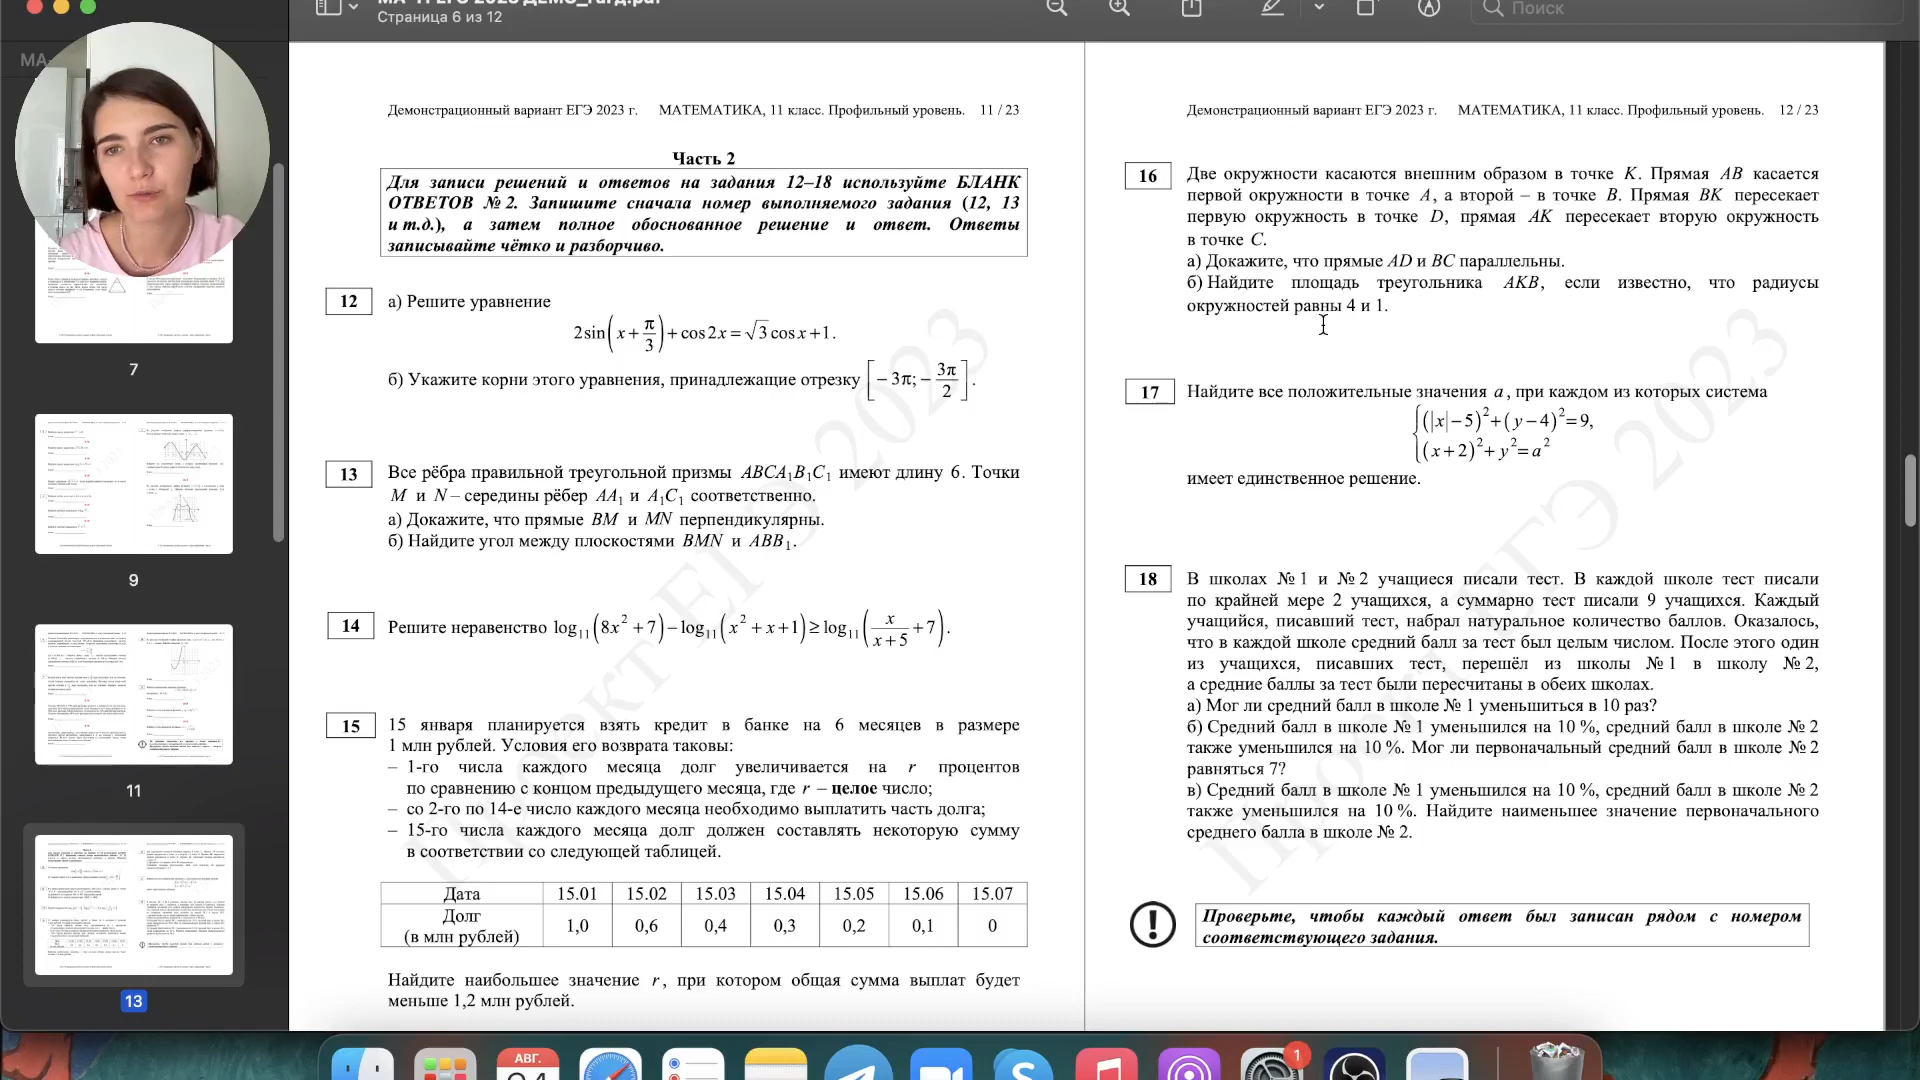 Страница 6 из 12
Поиск
МА-
7
9
11
13
Демонстрационный вариант ЕГЭ 2023 г. МАТЕМАТИКА, 11 класс. Профильный уровень. 11 / 23
Часть 2
Для записи решений и ответов на задания 12–18 используйте БЛАНК
ОТВЕТОВ № 2. Запишите сначала номер выполняемого задания (12, 13
и т.д.), а затем полное обоснованное решение и ответ. Ответы
записывайте чётко и разборчиво.
12 а) Решите уравнение
2sin(x + π/3) + cos2x = √3 cosx + 1.
б) Укажите корни этого уравнения, принадлежащие отрезку [−3π; −3π/2].
13 Все рёбра правильной треугольной призмы ABCA₁B₁C₁ имеют длину 6. Точки
M и N – середины рёбер AA₁ и A₁C₁ соответственно.
а) Докажите, что прямые BM и MN перпендикулярны.
б) Найдите угол между плоскостями BMN и ABB₁.
14 Решите неравенство log₁₁(8x² + 7) − log₁₁(x² + x + 1) ≥ log₁₁(x/(x + 5) + 7).
15 15 января планируется взять кредит в банке на 6 месяцев в размере
1 млн рублей. Условия его возврата таковы:
– 1-го числа каждого месяца долг увеличивается на r процентов
по сравнению с концом предыдущего месяца, где r – целое число;
– со 2-го по 14-е число каждого месяца необходимо выплатить часть долга;
– 15-го числа каждого месяца долг должен составлять некоторую сумму
в соответствии со следующей таблицей.
Дата 15.01 15.02 15.03 15.04 15.05 15.06 15.07
Долг
(в млн рублей) 1,0 0,6 0,4 0,3 0,2 0,1 0
Найдите наибольшее значение r, при котором общая сумма выплат будет
меньше 1,2 млн рублей.
Проект ЕГЭ 2023
Демонстрационный вариант ЕГЭ 2023 г. МАТЕМАТИКА, 11 класс. Профильный уровень. 12 / 23
16 Две окружности касаются внешним образом в точке K. Прямая AB касается
первой окружности в точке A, а второй – в точке B. Прямая BK пересекает
первую окружность в точке D, прямая AK пересекает вторую окружность
в точке C.
а) Докажите, что прямые AD и BC параллельны.
б) Найдите площадь треугольника AKB, если известно, что радиусы
окружностей равны 4 и 1.
17 Найдите все положительные значения a, при каждом из которых система
(|x| − 5)² + (y − 4)² = 9,
(x + 2)² + y² = a²
имеет единственное решение.
18 В школах № 1 и № 2 учащиеся писали тест. В каждой школе тест писали
по крайней мере 2 учащихся, а суммарно тест писали 9 учащихся. Каждый
учащийся, писавший тест, набрал натуральное количество баллов. Оказалось,
что в каждой школе средний балл за тест был целым числом. После этого один
из учащихся, писавших тест, перешёл из школы № 1 в школу № 2,
а средние баллы за тест были пересчитаны в обеих школах.
а) Мог ли средний балл в школе № 1 уменьшиться в 10 раз?
б) Средний балл в школе № 1 уменьшился на 10 %, средний балл в школе № 2
также уменьшился на 10 %. Мог ли первоначальный средний балл в школе № 2
равняться 7?
в) Средний балл в школе № 1 уменьшился на 10 %, средний балл в школе № 2
также уменьшился на 10 %. Найдите наименьшее значение первоначального
среднего балла в школе № 2.
Проверьте, чтобы каждый ответ был записан рядом с номером
соответствующего задания.
Проект ЕГЭ 2023
АВГ.
1